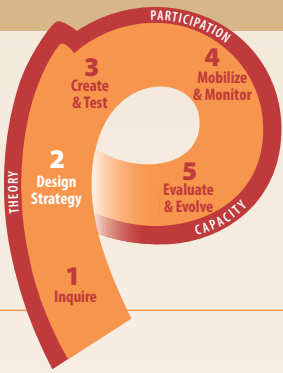 PARTICIPATION
3
Create
& Test
4
Mobilize
& Monitor
2
Design
Strategy
5
Evaluate
& Evolve
THEORY
CAPACITY
1
Inquire